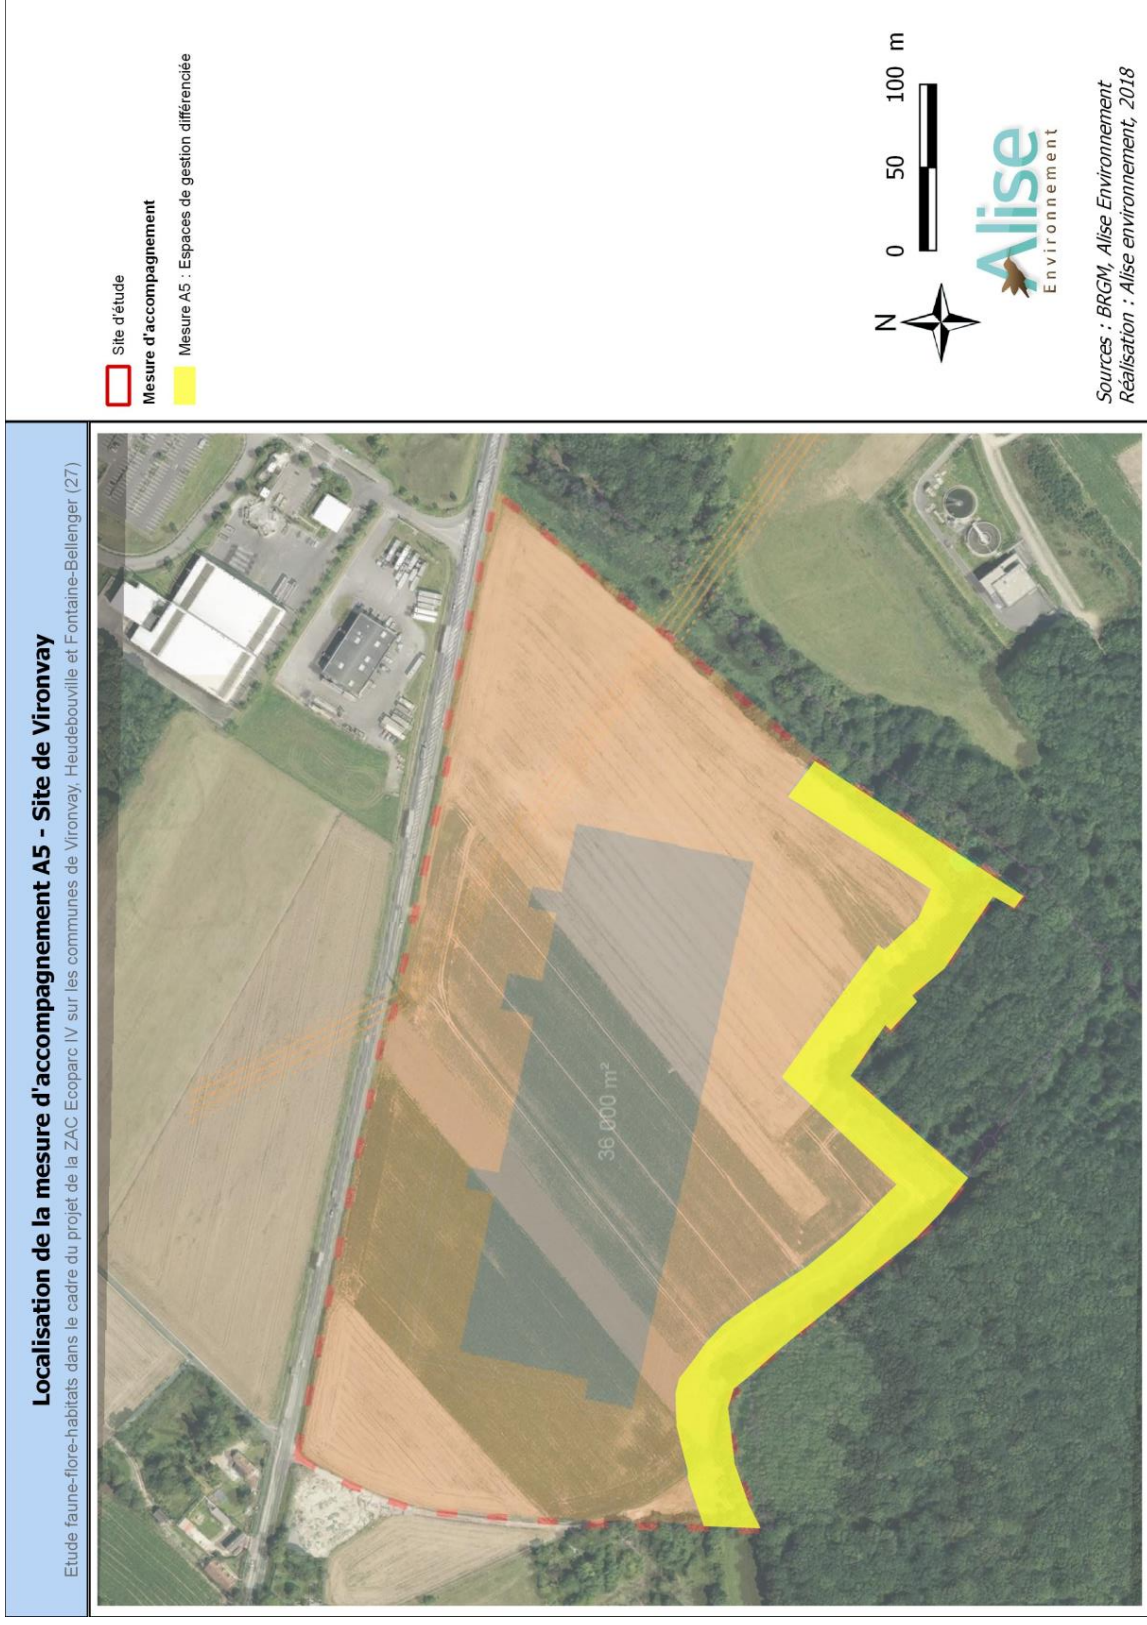 Localisation de la mesure d'accompagnement A5 - Site de Vironvay
Etude faune-flore-habitats dans le cadre du projet de la ZAC Ecoparc IV sur les communes de Vironvay, Heudebouville et Fontaine-Bellenger (27)
36 000 m²
Site d'étude
Mesure d'accompagnement
Mesure A5 : Espaces de gestion différenciée
N
0 50 100 m
Alise
Environnement
Sources : BRGM, Alise Environnement
Réalisation : Alise environnement, 2018